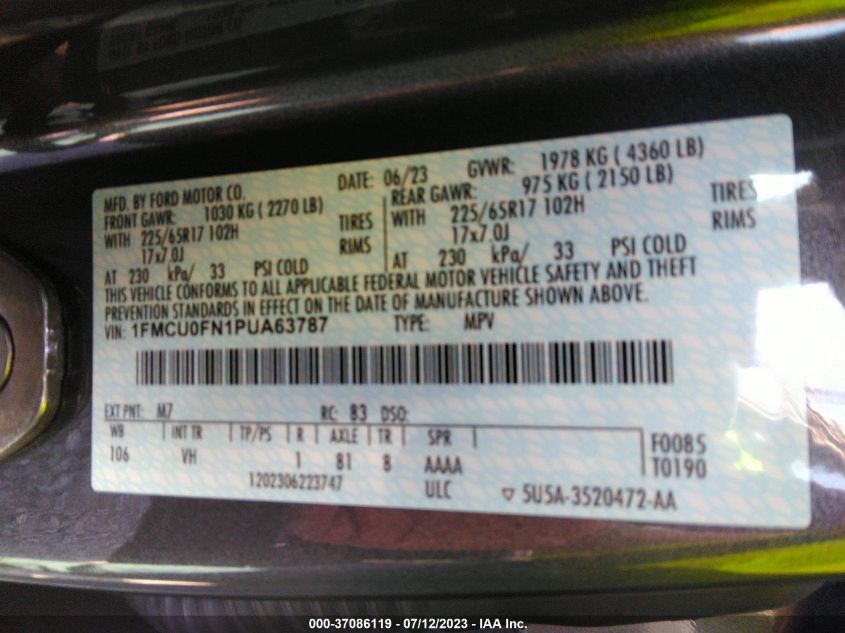 MFD. BY FORD MOTOR CO.
DATE: 06/23 GVWR: 1978 KG ( 4360 LB)
FRONT GAWR: 1030 KG ( 2270 LB)
WITH 225/65R17 102H TIRES
17x7.0J RIMS
AT 230 kPa/ 33 PSI COLD
REAR GAWR: 975 KG ( 2150 LB)
WITH 225/65R17 102H TIRES
17x7.0J RIMS
AT 230 kPa/ 33 PSI COLD
THIS VEHICLE CONFORMS TO ALL APPLICABLE FEDERAL MOTOR VEHICLE SAFETY AND THEFT
PREVENTION STANDARDS IN EFFECT ON THE DATE OF MANUFACTURE SHOWN ABOVE.
VIN: 1FMCU0FN1PUA63787 TYPE: MPV
EXT PNT: M7 RC: 83 DSO:
WB INT TR TP/PS R AXLE TR SPR
106 VH 1 81 8 AAAA
F0085
T0190
1202306223747 ULC 5U5A-3520472-AA
000-37086119 - 07/12/2023 - IAA Inc.